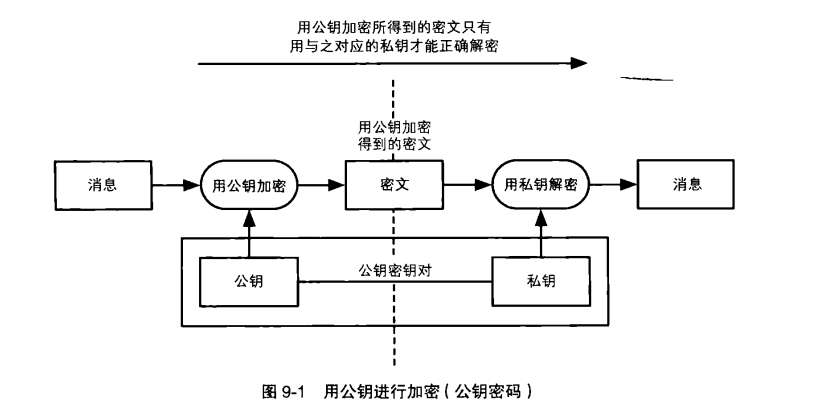 用公钥加密所得到的密文只有
用与之对应的私钥才能正确解密
用公钥加密
得到的密文
消息
用公钥加密
密文
用私钥解密
消息
公钥
公钥密钥对
私钥
图 9-1 用公钥进行加密（公钥密码）